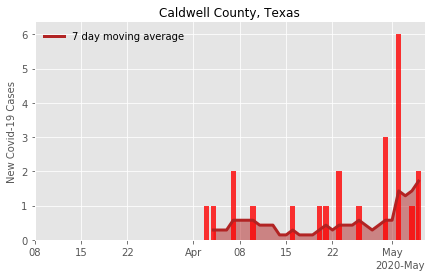 Caldwell County, Texas
7 day moving average
New Covid-19 Cases
6
5
4
3
2
1
0
08 15 22 Apr 08 15 22 May
2020-May